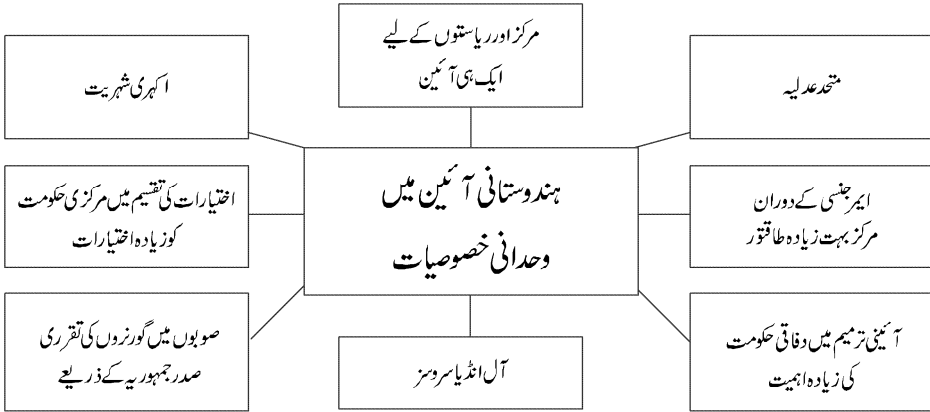 مرکز اور ریاستوں کے لیے
ایک ہی آئین
متحد عدلیہ
اکہری شہریت
ہندوستانی آئین میں
وحدانی خصوصیات
ایمرجنسی کے دوران
مرکز بہت زیادہ طاقتور
اختیارات کی تقسیم میں مرکزی حکومت
کو زیادہ اختیارات
آئینی ترمیم میں وفاقی حکومت
کی زیادہ اہمیت
آل انڈیا سروسز
صوبوں میں گورنروں کی تقرری
صدر جمہوریہ کے ذریعے